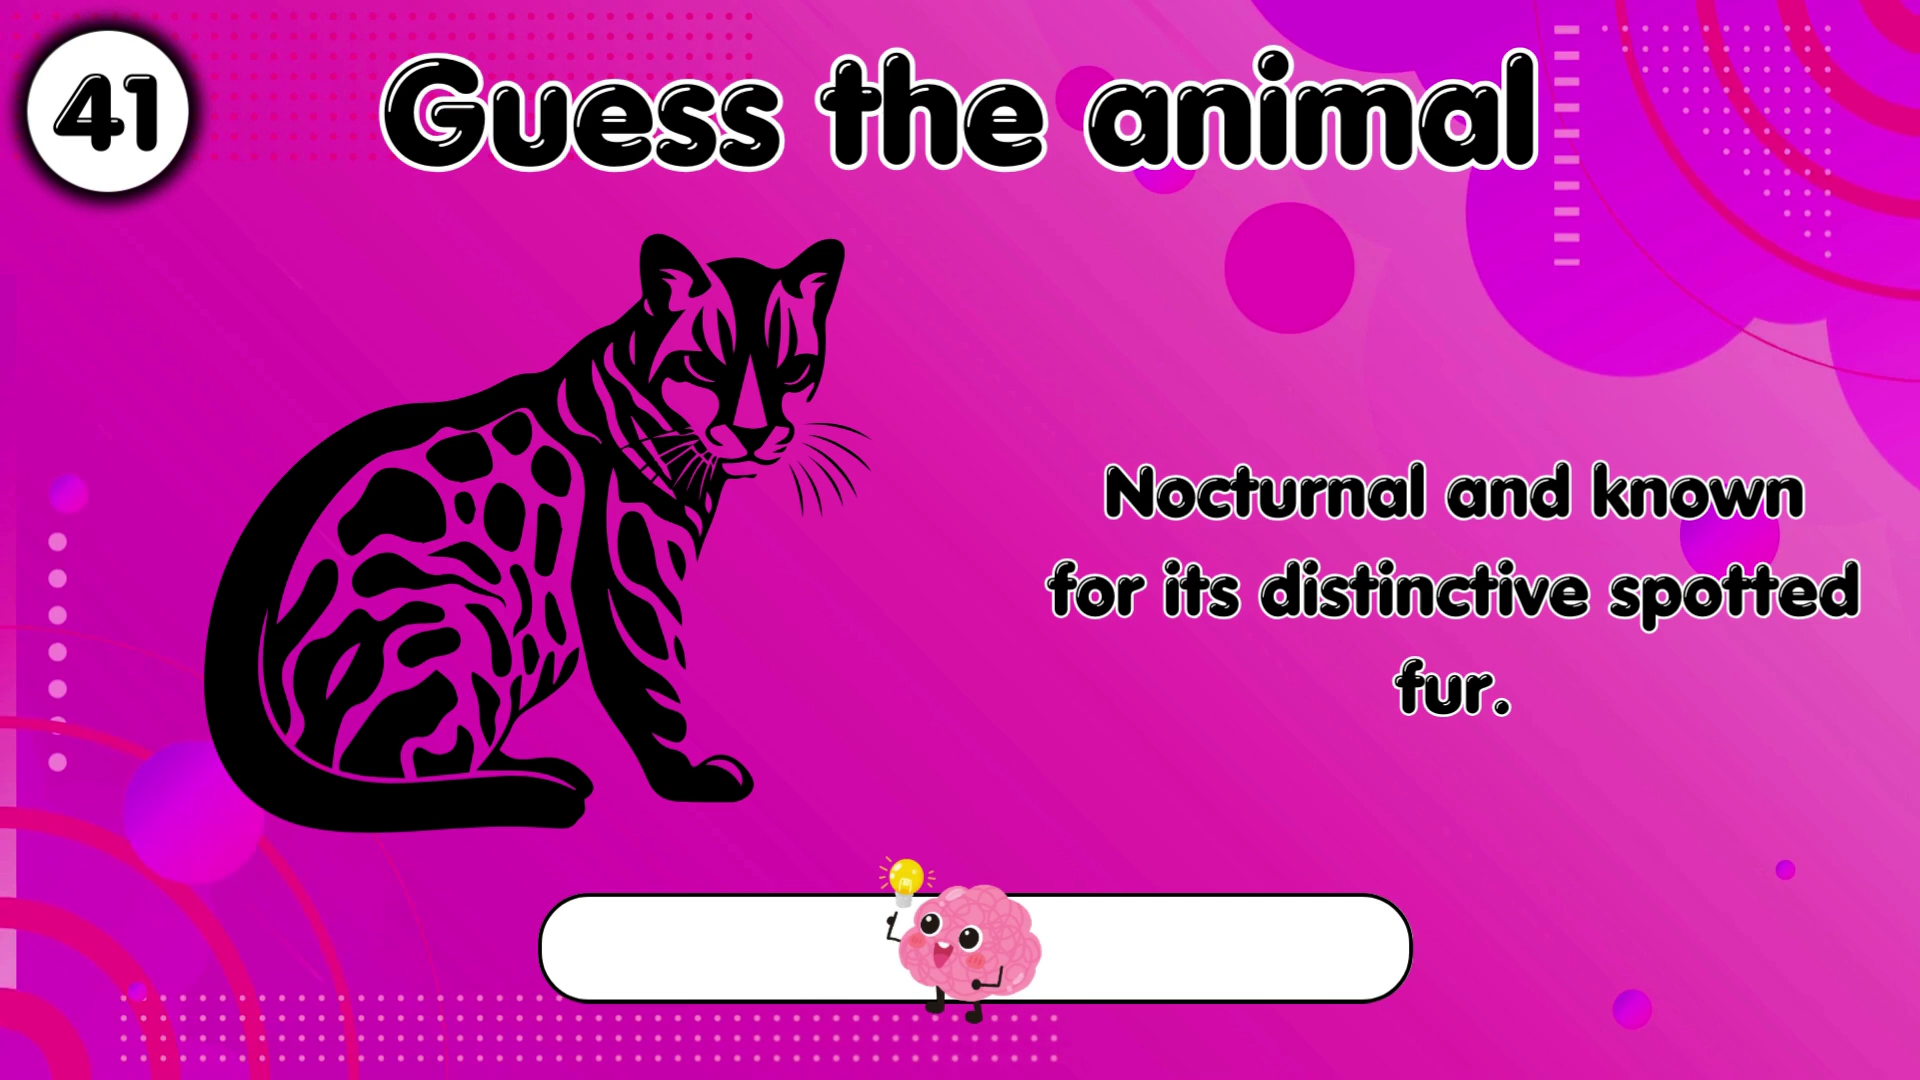 41
Guess the animal
Nocturnal and known
for its distinctive spotted
fur.